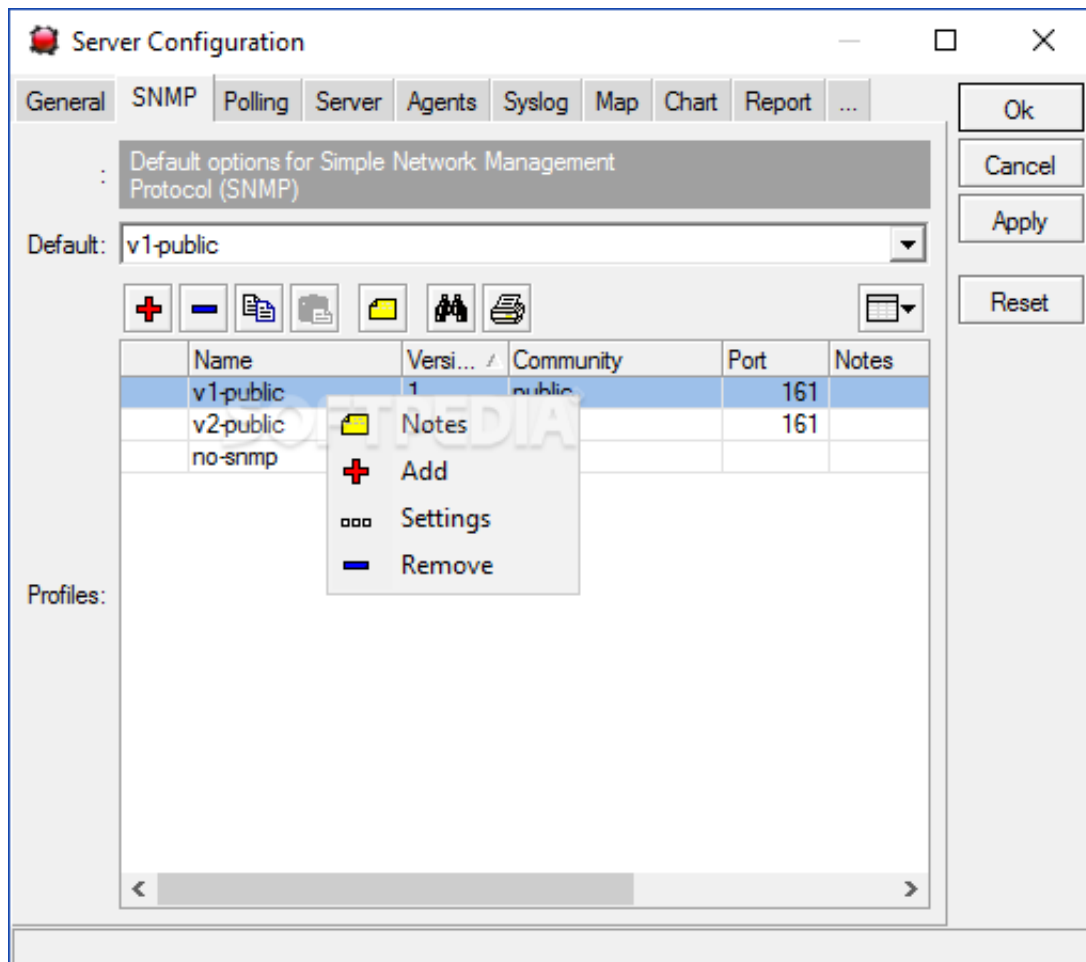 Server Configuration
General SNMP Polling Server Agents Syslog Map Chart Report ...
Ok
Cancel
Apply
Reset
: Default options for Simple Network Management
Protocol (SNMP)
Default: v1-public
Name Versi... Community Port Notes
v1-public 1 public 161
v2-public 161
no-snmp
Notes
Add
Settings
Remove
Profiles:
SOFTPEDIA